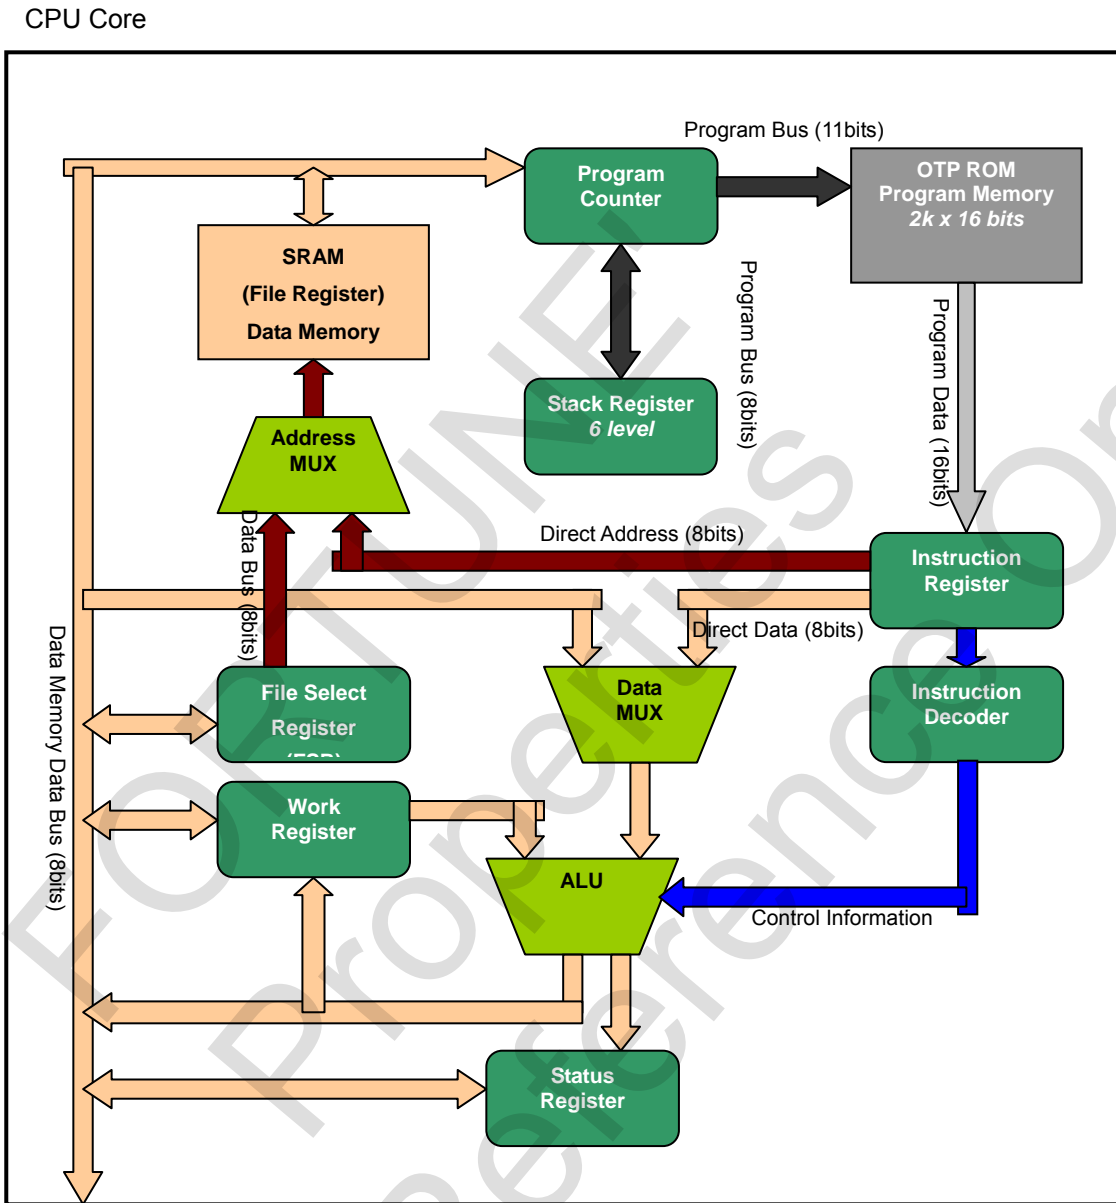 CPU Core
Program Bus (11bits)
Program
Counter
OTP ROM
Program Memory
2k x 16 bits
SRAM
(File Register)
Data Memory
Program Bus (8bits)
Program Data (16bits)
Stack Register
6 level
Address
MUX
Data Bus (8bits)
Direct Address (8bits)
Instruction
Register
Direct Data (8bits)
Data Memory Data Bus (8bits)
File Select
Register
Data
MUX
Instruction
Decoder
Work
Register
ALU
Control Information
Status
Register
FORTUNE'
Properties
Reference